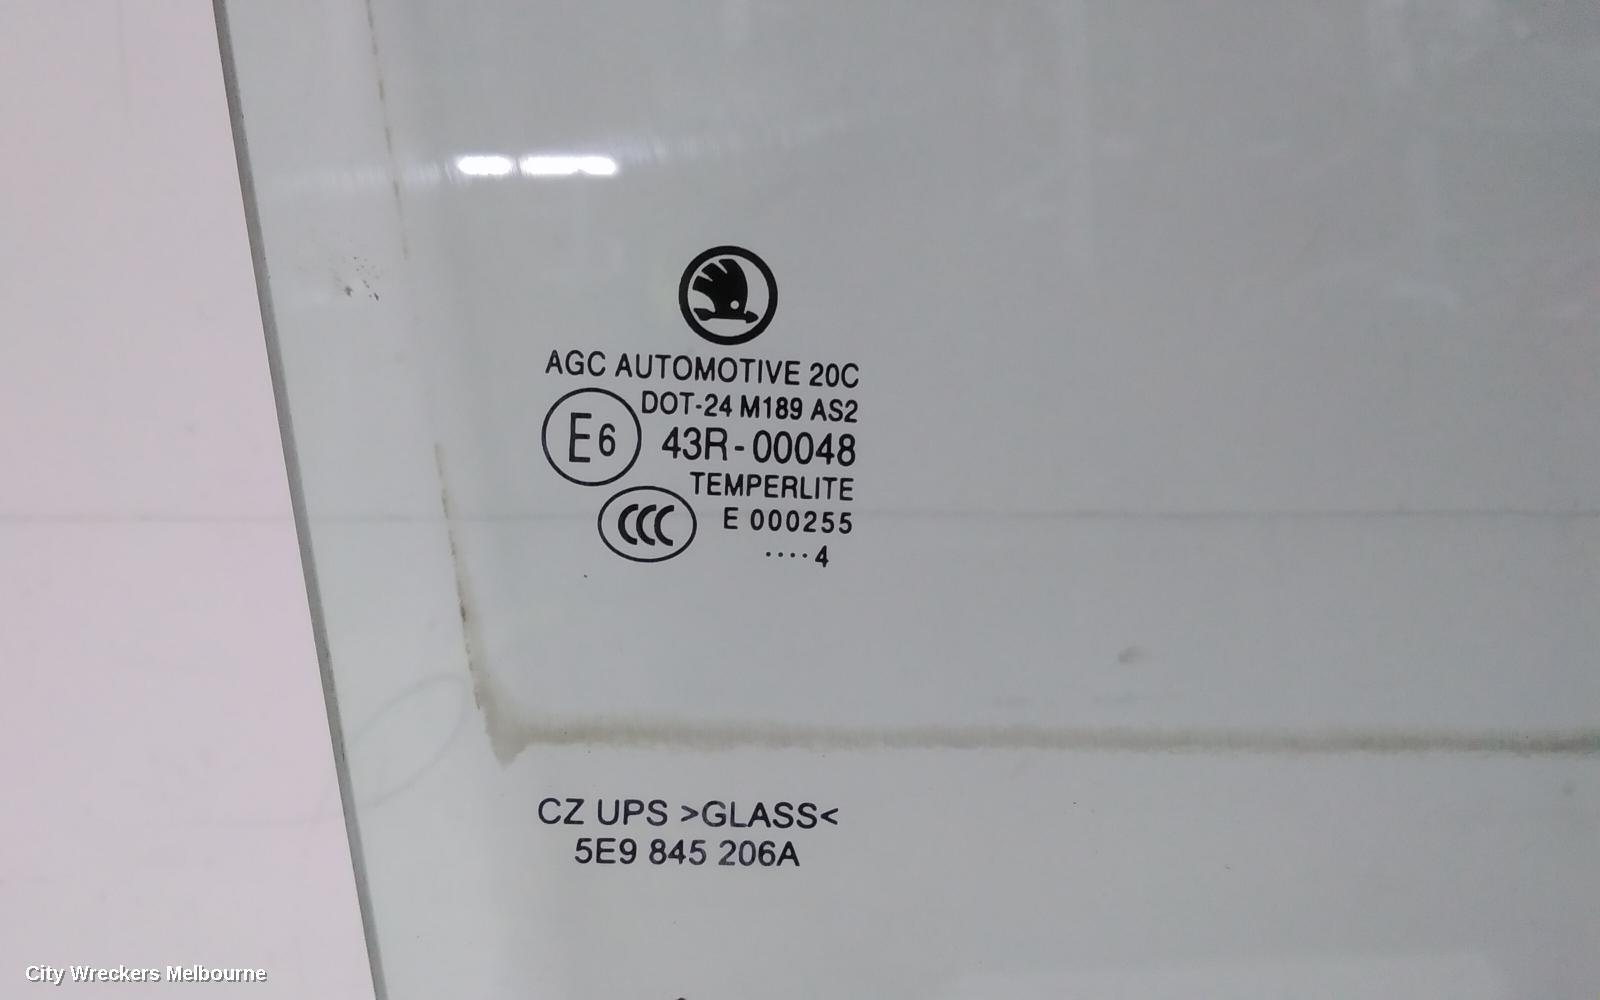 AGC AUTOMOTIVE 20C
DOT-24 M189 AS2
E6 43R-00048
TEMPERLITE
CCC E 000255
····4
CZ UPS >GLASS<
5E9 845 206A
City Wreckers Melbourne